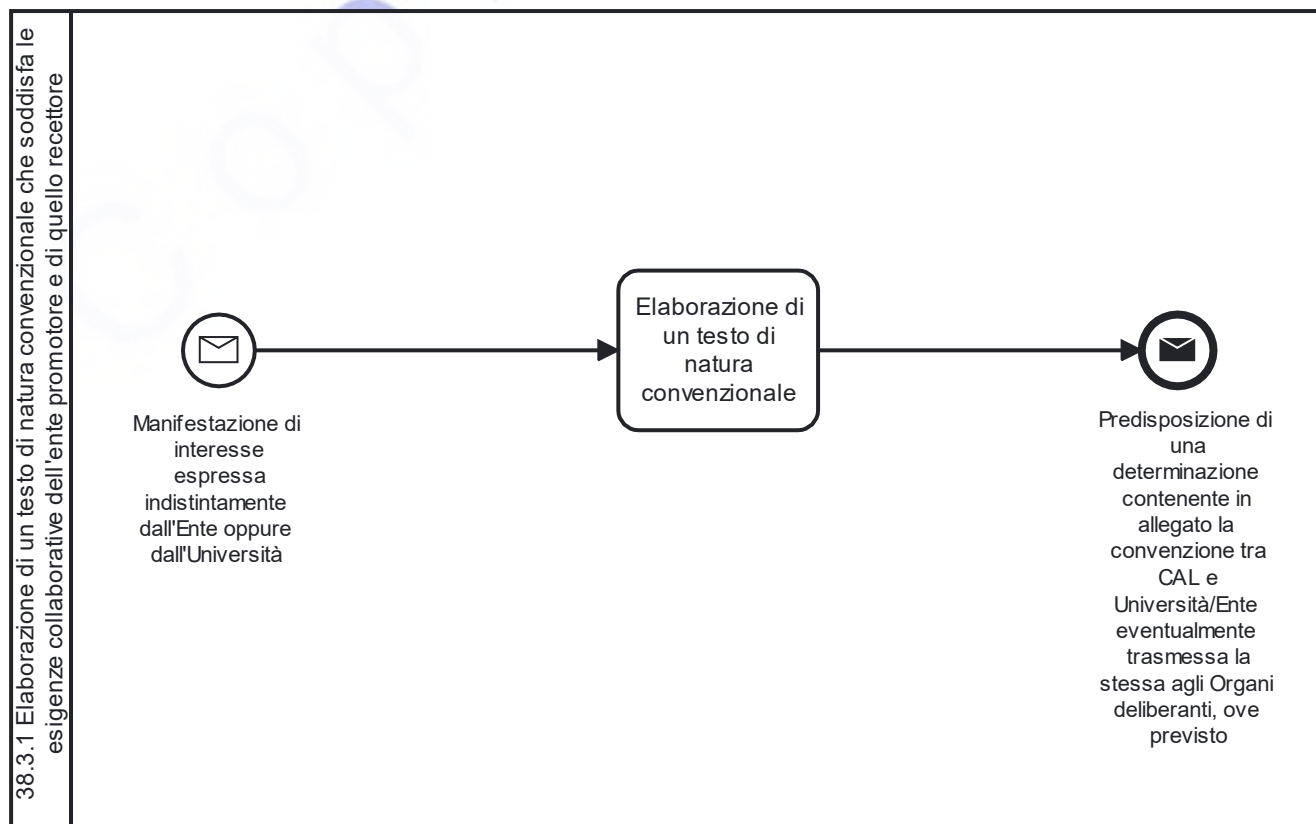 38.3.1 Elaborazione di un testo di natura convenzionale che soddisfa le
esigenze collaborative dell'ente promotore e di quello recettore
Manifestazione di
interesse
espressa
indistintamente
dall'Ente oppure
dall'Università
Elaborazione di
un testo di
natura
convenzionale
Predisposizione di
una
determinazione
contenente in
allegato la
convenzione tra
CAL e
Università/Ente
eventualmente
trasmessa la
stessa agli Organi
deliberanti, ove
previsto